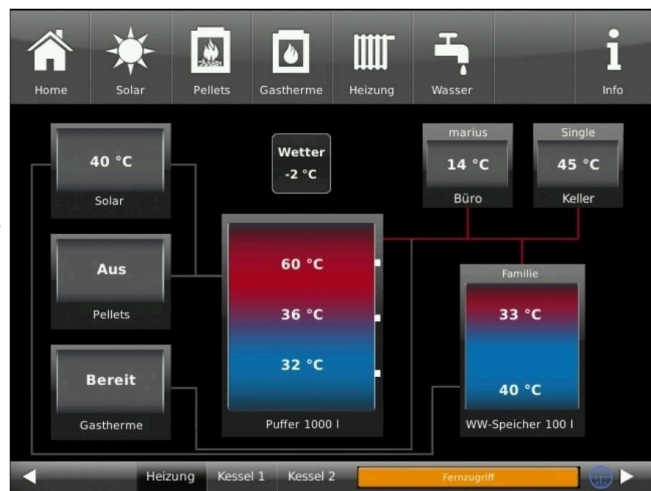 Home
Solar
Pellets
Gastherme
Heizung
Wasser
Info
40 °C
Solar
Wetter
-2 °C
marius
14 °C
Büro
Single
45 °C
Keller
Aus
Pellets
60 °C
36 °C
32 °C
Puffer 1000 l
Familie
33 °C
40 °C
WW-Speicher 100 l
Bereit
Gastherme
Heizung
Kessel 1
Kessel 2
Fernzugriff